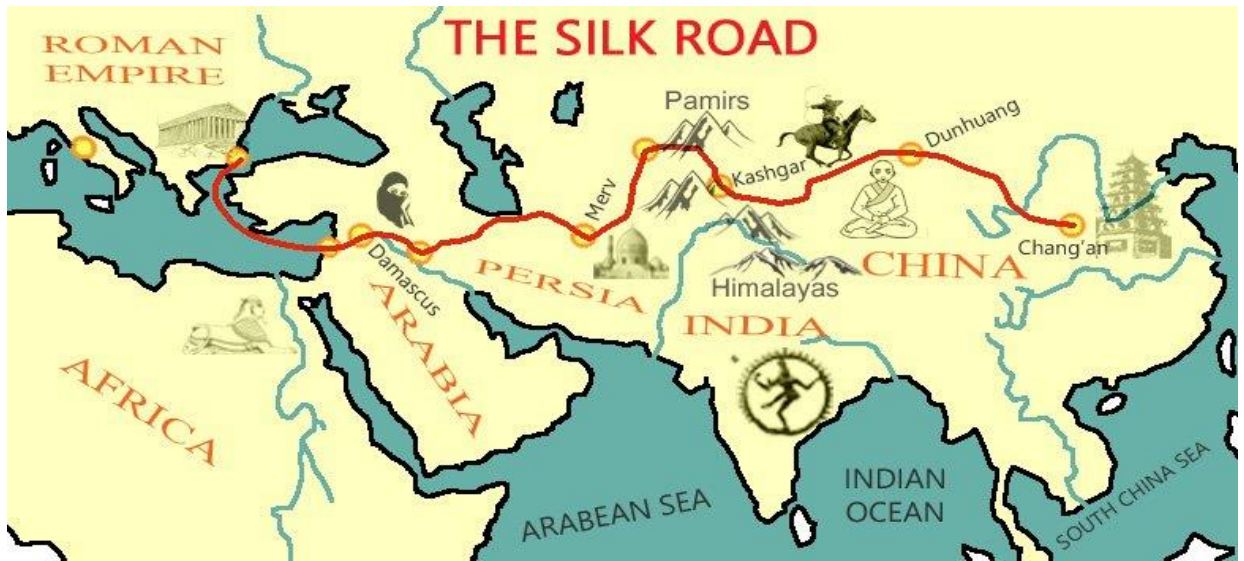 THE SILK ROAD
ROMAN
EMPIRE
Pamirs
Dunhuang
Kashgar
Merv
Chang'an
Damascus
PERSIA
CHINA
Himalayas
ARABIA
INDIA
AFRICA
INDIAN
OCEAN
ARABEAN SEA
SOUTH CHINA SEA